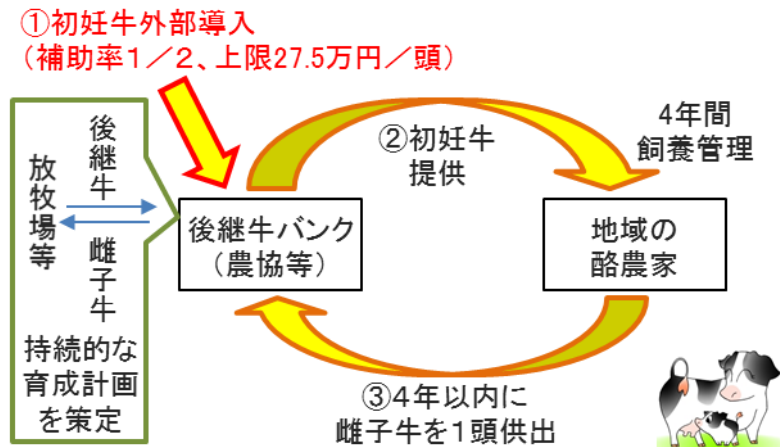 ①初妊牛外部導入
（補助率１／２、上限27.5万円／頭）
②初妊牛
提供
4年間
飼養管理
後継牛
放牧場等
雌子牛
持続的な
育成計画
を策定
後継牛バンク
（農協等）
地域の
酪農家
③４年以内に
雌子牛を１頭供出